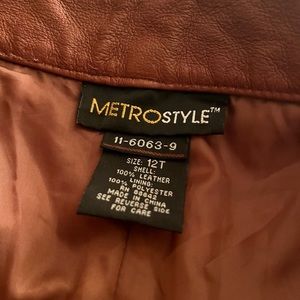 METROSTYLE™
11-6063-9
SIZE: 12T
SHELL:
100% LEATHER
LINING:
100% POLYESTER
MADE IN CHINA
SEE REVERSE SIDE
FOR CARE